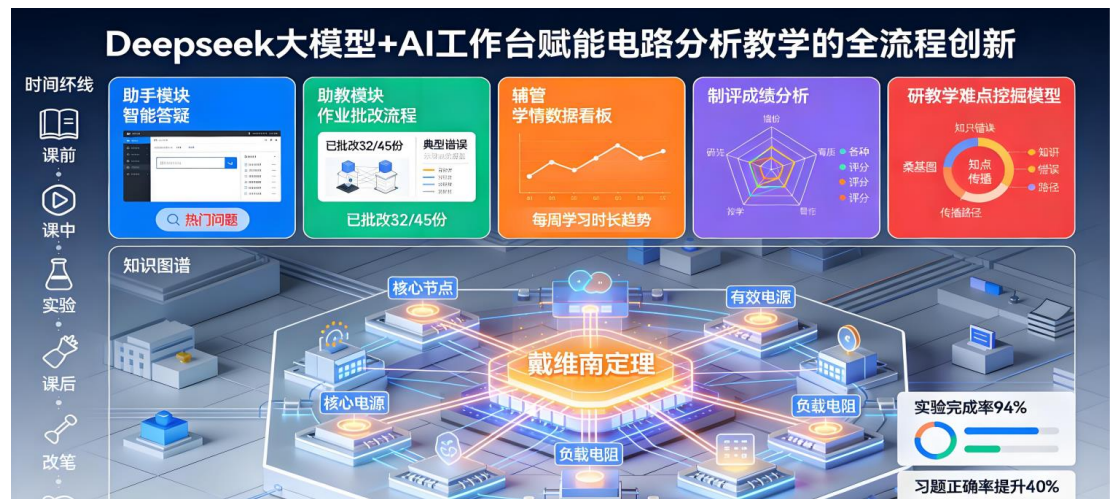 Deepseek大模型+AI工作台赋能电路分析教学的全流程创新
时间纾线
课前
课中
实验
课后
改笔
助手模块
智能答疑
热门问题
助教模块
作业批改流程
已批改32/45份
典型谐误
已批改32/45份
辅管
学情数据看板
每周学习时长趋势
制评成绩分析
各种
评分
评分
评分
研教学难点挖掘模型
知只错误
桑基图
知点
传播
知研
错误
路径
传播路径
知识图谱
核心节点
有效电源
戴维南定理
核心电源
负载电阻
负载电阻
实验完成率94%
习题正确率提升40%